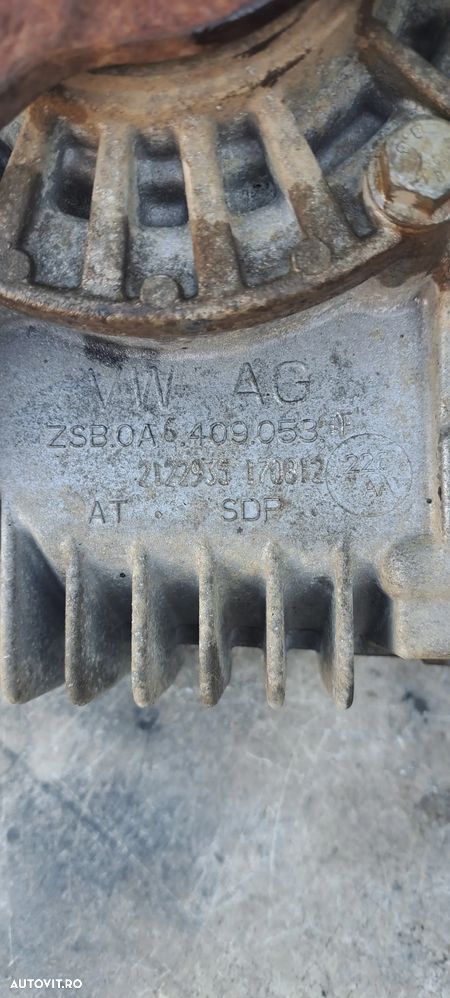 VW AG
ZSB.0A6.409.053
2122935 170812
AT SDP
AUTOVIT.RO